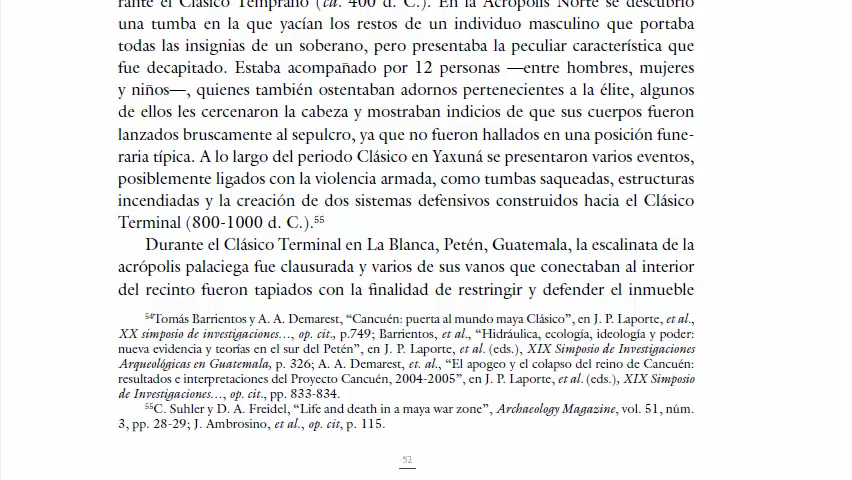 rante el Clásico Temprano (ca. 400 d. C.). En la Acrópolis Norte se descubrió
una tumba en la que yacían los restos de un individuo masculino que portaba
todas las insignias de un soberano, pero presentaba la peculiar característica que
fue decapitado. Estaba acompañado por 12 personas —entre hombres, mujeres
y niños—, quienes también ostentaban adornos pertenecientes a la élite, algunos
de ellos les cercenaron la cabeza y mostraban indicios de que sus cuerpos fueron
lanzados bruscamente al sepulcro, ya que no fueron hallados en una posición fune-
raria típica. A lo largo del periodo Clásico en Yaxuná se presentaron varios eventos,
posiblemente ligados con la violencia armada, como tumbas saqueadas, estructuras
incendiadas y la creación de dos sistemas defensivos construidos hacia el Clásico
Terminal (800-1000 d. C.).55
Durante el Clásico Terminal en La Blanca, Petén, Guatemala, la escalinata de la
acrópolis palaciega fue clausurada y varios de sus vanos que conectaban al interior
del recinto fueron tapiados con la finalidad de restringir y defender el inmueble
54Tomás Barrientos y A. A. Demarest, “Cancuén: puerta al mundo maya Clásico”, en J. P. Laporte, et al.,
XX simposio de investigaciones…, op. cit., p.749; Barrientos, et al., “Hidráulica, ecología, ideología y poder:
nueva evidencia y teorías en el sur del Petén”, en J. P. Laporte, et al. (eds.), XIX Simposio de Investigaciones
Arqueológicas en Guatemala, p. 326; A. A. Demarest, et. al., “El apogeo y el colapso del reino de Cancuén:
resultados e interpretaciones del Proyecto Cancuén, 2004-2005”, en J. P. Laporte, et al. (eds.), XIX Simposio
de Investigaciones…, op. cit., pp. 833-834.
55C. Suhler y D. A. Freidel, “Life and death in a maya war zone”, Archaeology Magazine, vol. 51, núm.
3, pp. 28-29; J. Ambrosino, et al., op. cit, p. 115.
52